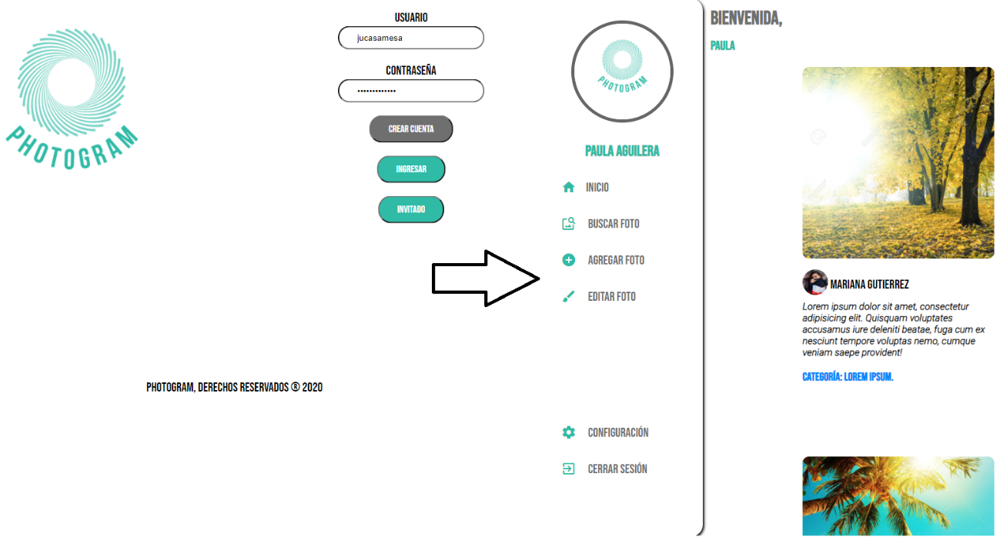 PHOTOGRAM
USUARIO
jucasamesa
CONTRASEÑA
•••••••••••••
CREAR CUENTA
INGRESAR
INVITADO
PHOTOGRAM, DERECHOS RESERVADOS ® 2020
PHOTOGRAM
PAULA AGUILERA
INICIO
BUSCAR FOTO
AGREGAR FOTO
EDITAR FOTO
CONFIGURACIÓN
CERRAR SESIÓN
BIENVENIDA,
PAULA
MARIANA GUTIERREZ
Lorem ipsum dolor sit amet, consectetur
adipisicing elit. Quisquam voluptates
accusamus iure deleniti beatae, fuga cum ex
nesciunt tempore voluptas nemo, cumque
veniam saepe provident!
CATEGORÍA: LOREM IPSUM.